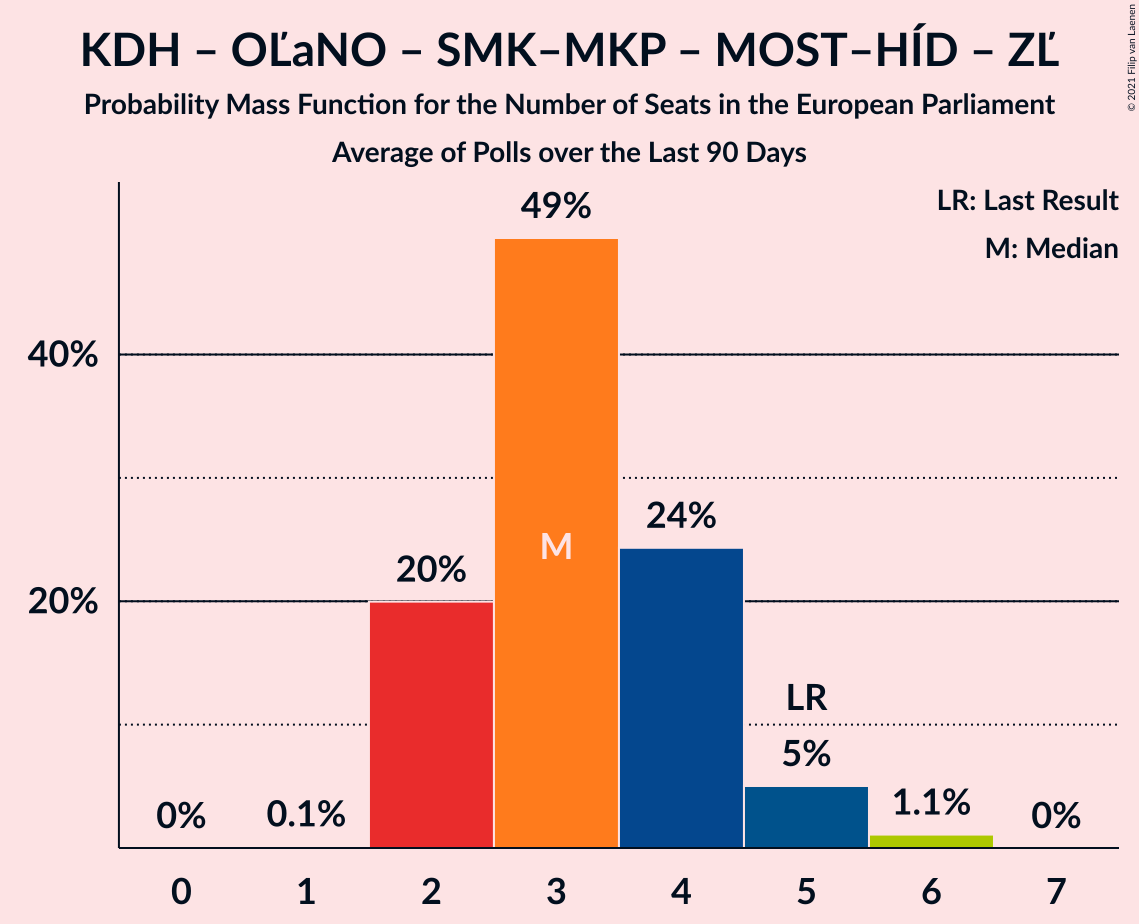 KDH – OĽaNO – SMK–MKP – MOST–HÍD – ZĽ
Probability Mass Function for the Number of Seats in the European Parliament
Average of Polls over the Last 90 Days
© 2021 Filip van Laenen
LR: Last Result
M: Median
49%
40%
24%
M
20%
20%
LR
5%
0%
0.1%
1.1%
0%
0 1 2 3 4 5 6 7